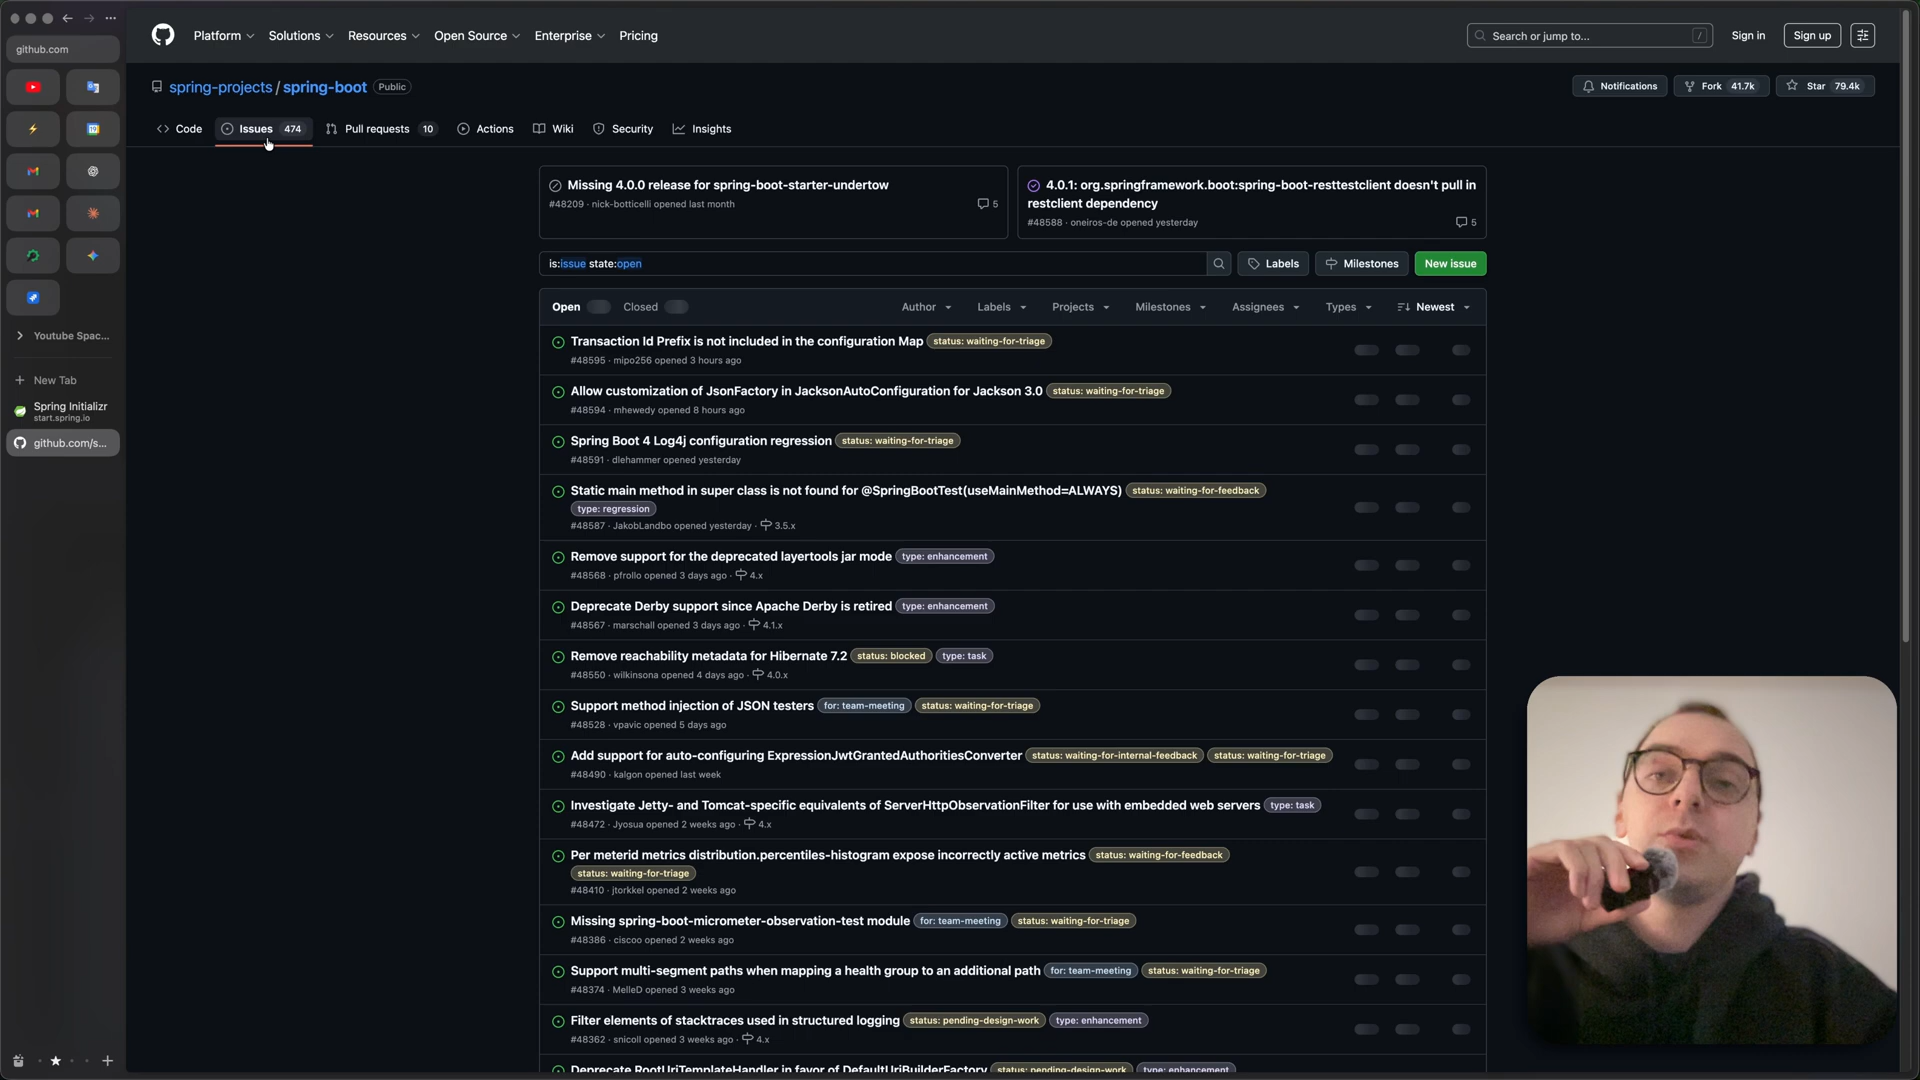 github.com
Platform Solutions Resources Open Source Enterprise Pricing
Search or jump to... /
Sign in
Sign up
spring-projects / spring-boot Public
Notifications
Fork 41.7k
Star 79.4k
Code
Issues 474
Pull requests 10
Actions
Wiki
Security
Insights
Youtube Spac...
New Tab
Spring Initializr
start.spring.io
github.com/s...
Missing 4.0.0 release for spring-boot-starter-undertow
#48209 · nick-botticelli opened last month
5
4.0.1: org.springframework.boot:spring-boot-resttestclient doesn't pull in
restclient dependency
#48588 · oneiros-de opened yesterday
5
is:issue state:open
Labels
Milestones
New issue
Open Closed Author Labels Projects Milestones Assignees Types Newest
Transaction Id Prefix is not included in the configuration Map status: waiting-for-triage
#48595 · mipo256 opened 3 hours ago
Allow customization of JsonFactory in JacksonAutoConfiguration for Jackson 3.0 status: waiting-for-triage
#48594 · mhewedy opened 8 hours ago
Spring Boot 4 Log4j configuration regression status: waiting-for-triage
#48591 · dlehammer opened yesterday
Static main method in super class is not found for @SpringBootTest(useMainMethod=ALWAYS) status: waiting-for-feedback
type: regression
#48587 · JakobLandbo opened yesterday · 3.5.x
Remove support for the deprecated layertools jar mode type: enhancement
#48568 · pfrollo opened 3 days ago · 4.x
Deprecate Derby support since Apache Derby is retired type: enhancement
#48567 · marschall opened 3 days ago · 4.1.x
Remove reachability metadata for Hibernate 7.2 status: blocked type: task
#48550 · wilkinsona opened 4 days ago · 4.0.x
Support method injection of JSON testers for: team-meeting status: waiting-for-triage
#48528 · vpavic opened 5 days ago
Add support for auto-configuring ExpressionJwtGrantedAuthoritiesConverter status: waiting-for-internal-feedback status: waiting-for-triage
#48490 · kalgon opened last week
Investigate Jetty- and Tomcat-specific equivalents of ServerHttpObservationFilter for use with embedded web servers type: task
#48472 · Jyosua opened 2 weeks ago · 4.x
Per meterid metrics distribution.percentiles-histogram expose incorrectly active metrics status: waiting-for-feedback
status: waiting-for-triage
#48410 · jtorkkel opened 2 weeks ago
Missing spring-boot-micrometer-observation-test module for: team-meeting status: waiting-for-triage
#48386 · ciscoo opened 2 weeks ago
Support multi-segment paths when mapping a health group to an additional path for: team-meeting status: waiting-for-triage
#48374 · MelleD opened 3 weeks ago
Filter elements of stacktraces used in structured logging status: pending-design-work type: enhancement
#48362 · snicoll opened 3 weeks ago · 4.x
Deprecate RootUriTemplateHandler in favor of DefaultUriBuilderFactory status: pending-design-work type: enhancement